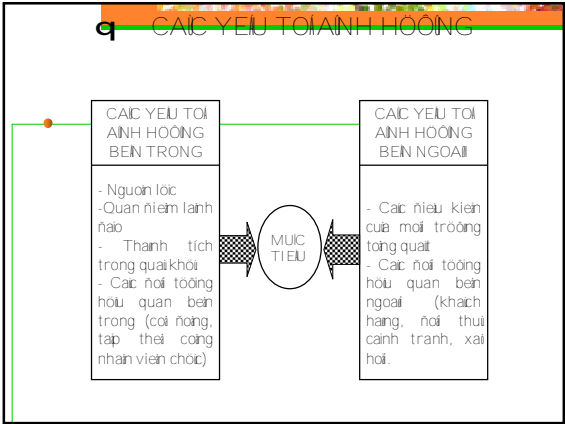 q CAÙC YEÁU TOÁ AÛNH HÖÔÛNG
CAÙC YEÁU TOÁ
AÛNH HÖÔÛNG
BEÂN TRONG
- Nguoàn löïc
-Quan ñieåm laõnh
ñaïo
- Thaønh tích
trong quaù khöù
- Caùc ñoái töôïng
höõu quan beân
trong (coå ñoâng,
taäp theå coâng
nhaân vieân chöùc)
MUÏC
TIEÂU
CAÙC YEÁU TOÁ
AÛNH HÖÔÛNG
BEÂN NGOAØI
- Caùc ñieàu kieän
cuûa moâi tröôøng
toång quaùt
- Caùc ñoái töôïng
höõu quan beân
ngoaøi (khaùch
haøng, ñoái thuû
caïnh tranh, xaõ
hoäi.